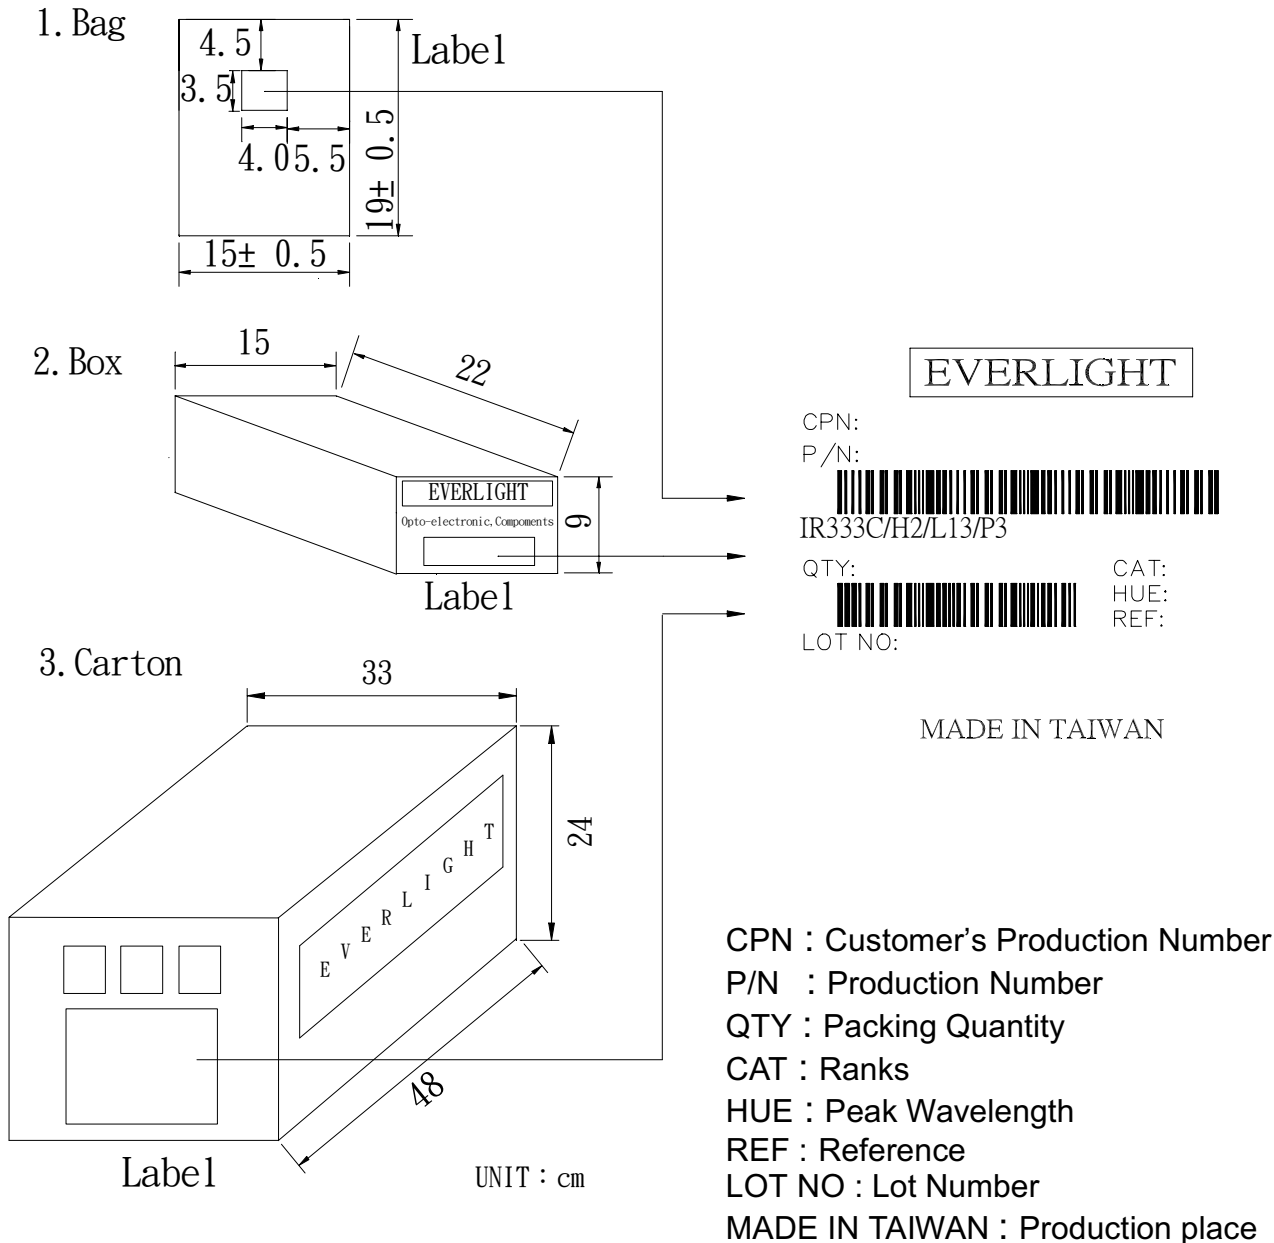 1. Bag
4.5
Label
3.5
4.0
5.5
19± 0.5
15± 0.5
2. Box
15
22
EVERLIGHT
Opto-electronic, Compoments
9
Label
3. Carton
33
24
E V E R L I G H T
48
Label
UNIT：cm
EVERLIGHT
CPN:
P/N:
IR333C/H2/L13/P3
QTY:
CAT:
HUE:
REF:
LOT NO:
MADE IN TAIWAN
CPN：Customer’s Production Number
P/N ：Production Number
QTY：Packing Quantity
CAT：Ranks
HUE：Peak Wavelength
REF : Reference
LOT NO : Lot Number
MADE IN TAIWAN：Production place